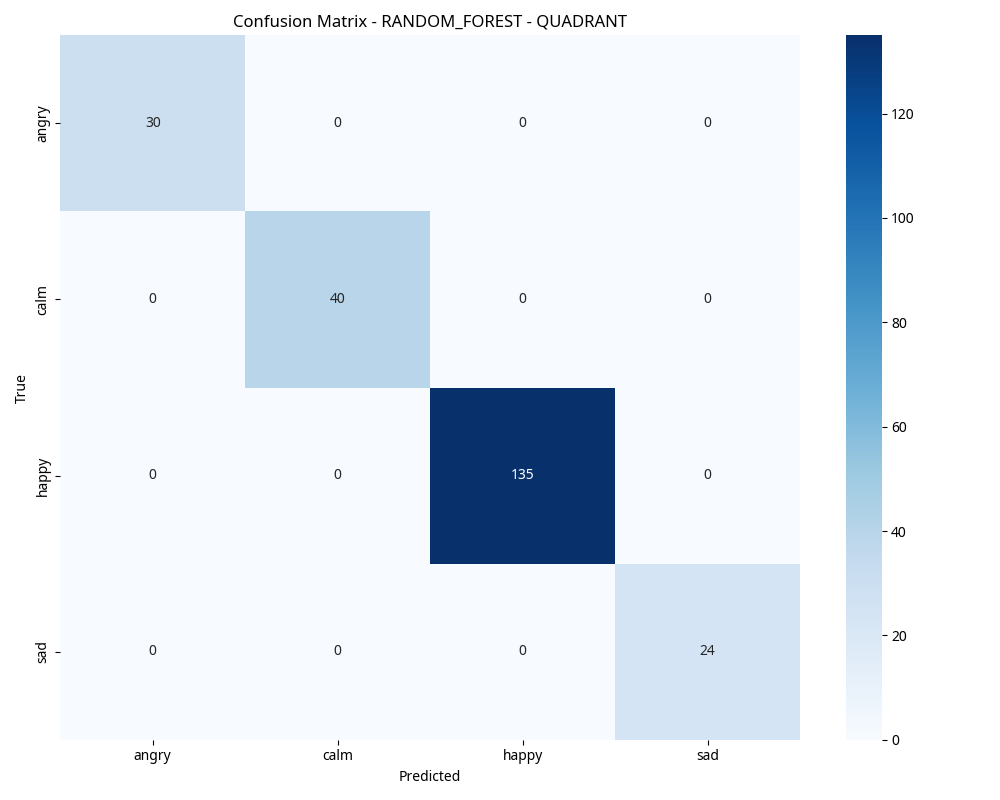 Confusion Matrix - RANDOM_FOREST - QUADRANT
True
angry
30 0 0 0
calm
0 40 0 0
happy
0 0 135 0
sad
0 0 0 24
angry calm happy sad
Predicted
120
100
80
60
40
20
0